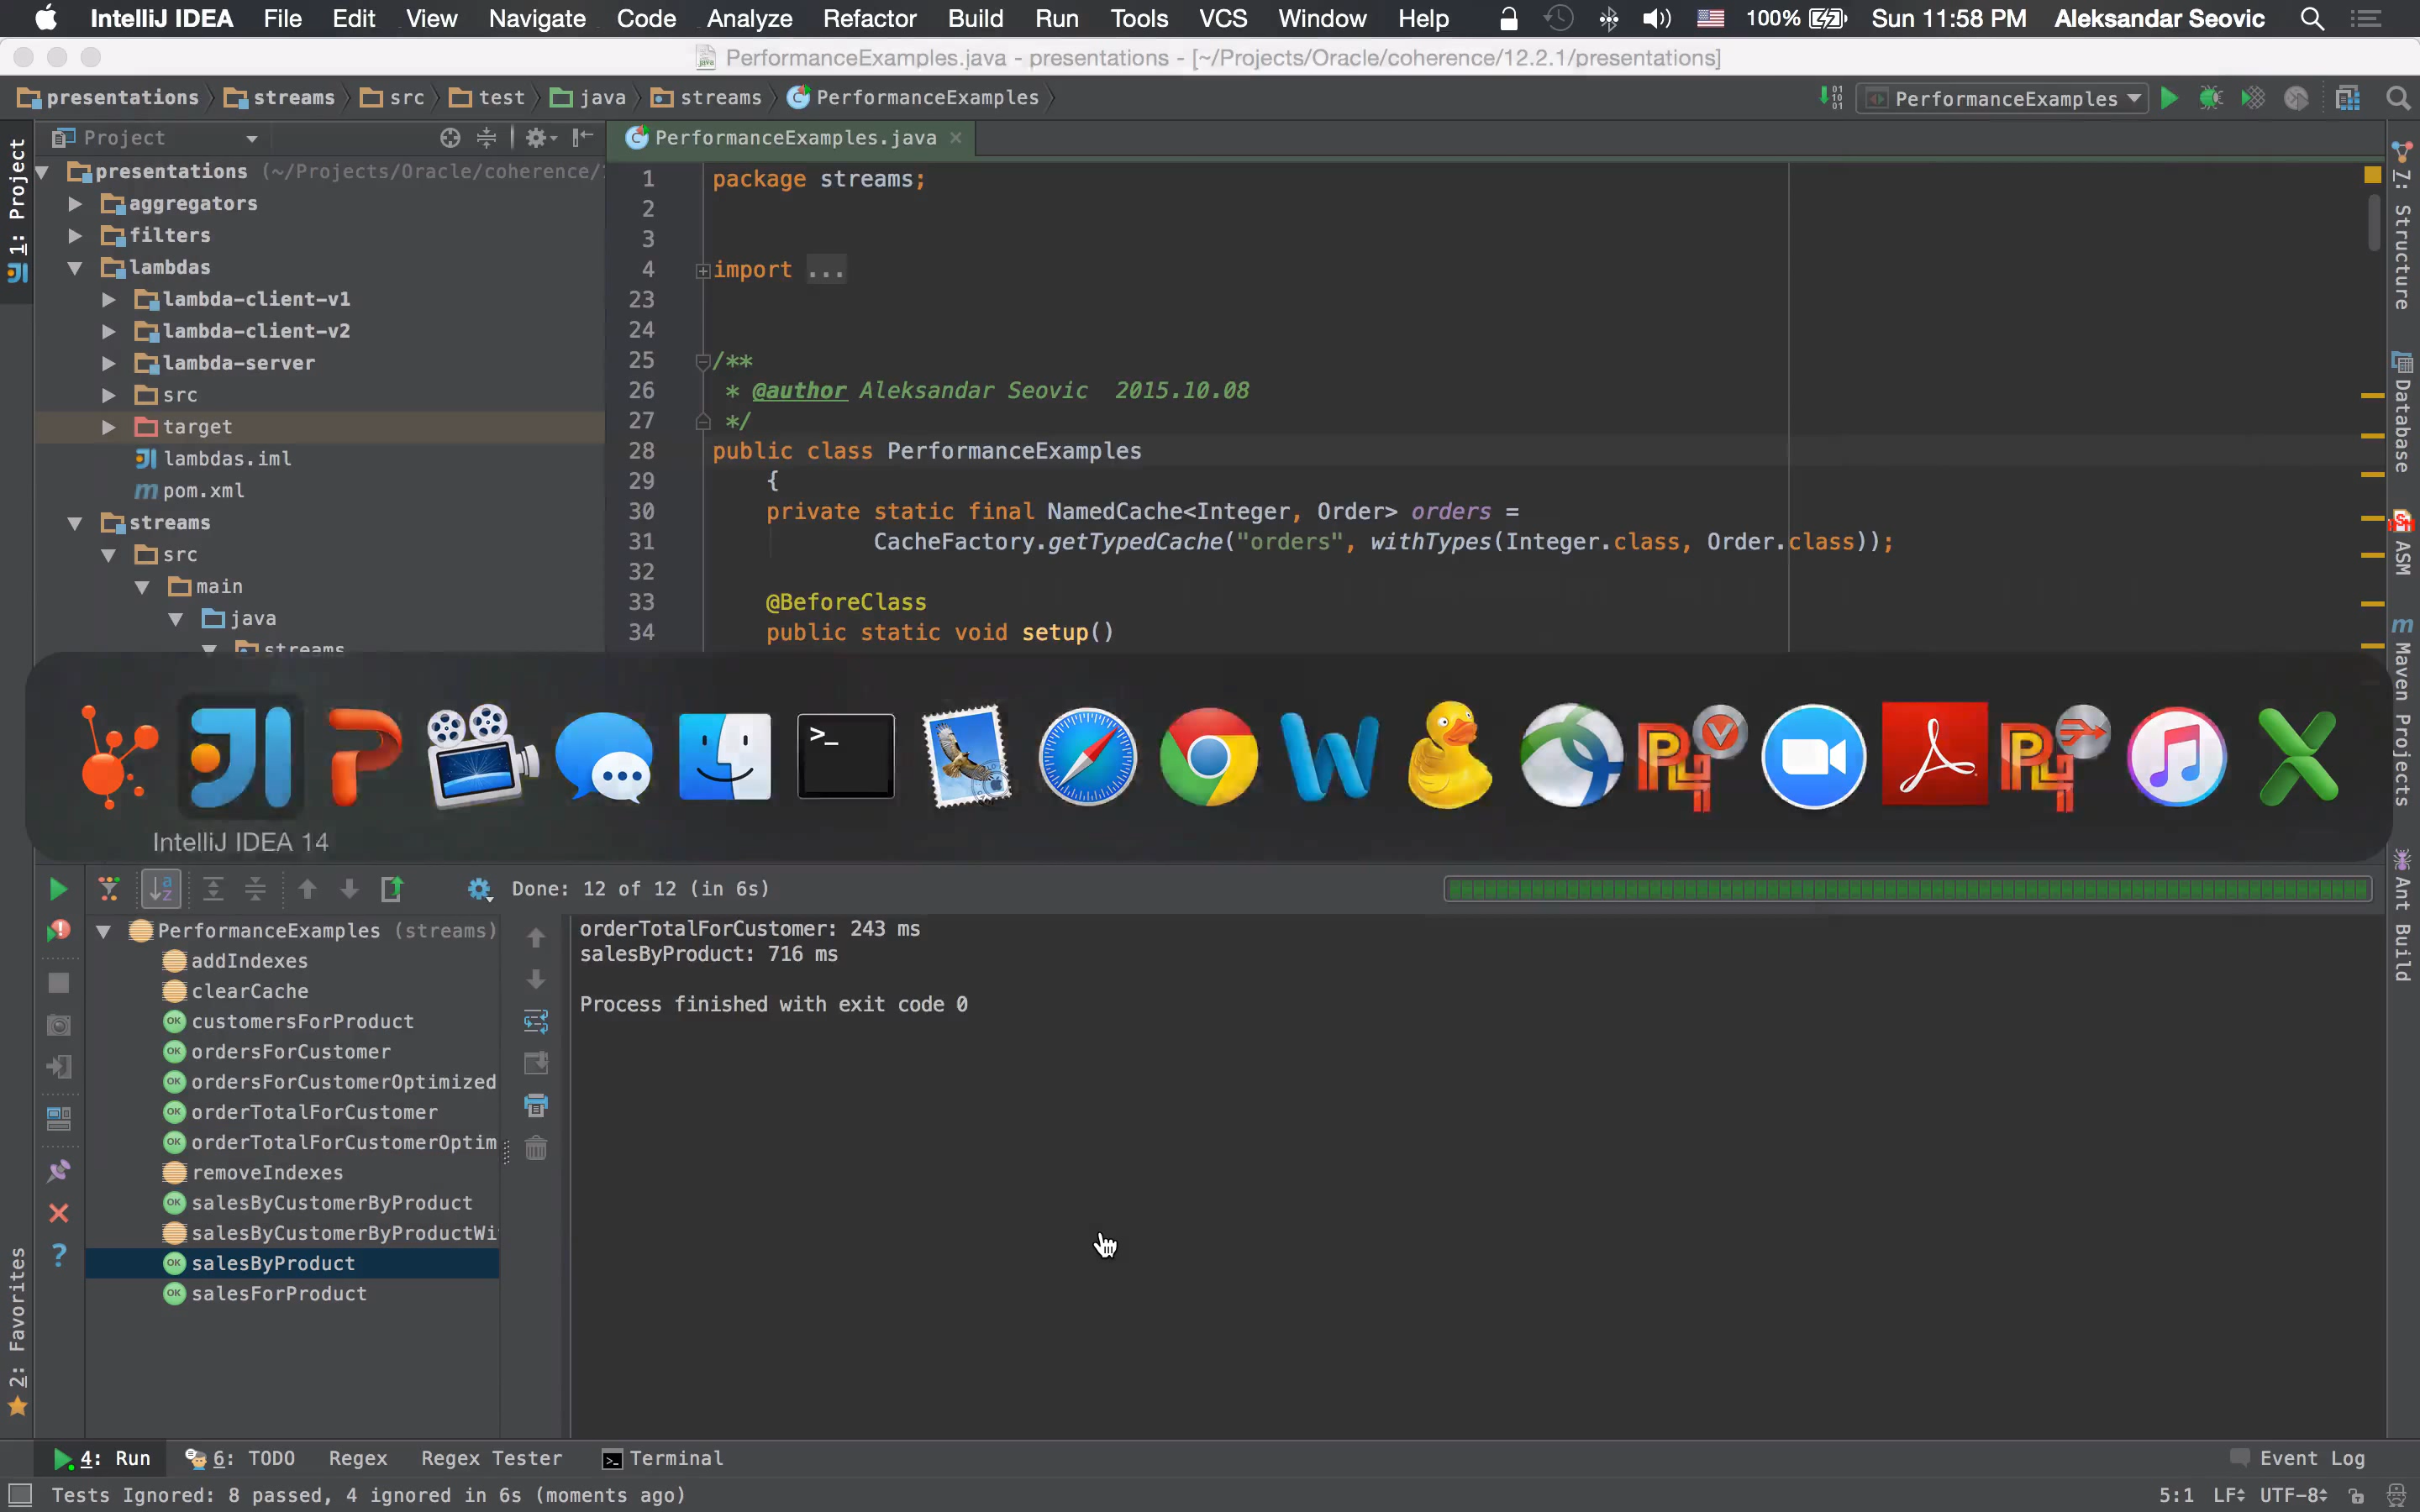 IntelliJ IDEA File Edit View Navigate Code Analyze Refactor Build Run Tools VCS Window Help 100% Sun 11:58 PM Aleksandar Seovic
PerformanceExamples.java - presentations - [~/Projects/Oracle/coherence/12.2.1/presentations]
presentations streams src test java streams PerformanceExamples PerformanceExamples
1: Project
Project
presentations (~/Projects/Oracle/coherence/
aggregators
filters
lambdas
lambda-client-v1
lambda-client-v2
lambda-server
src
target
lambdas.iml
pom.xml
streams
src
main
java
streams
PerformanceExamples.java
1 package streams;
2
3
4 import ...
23
24
25 /**
26 * @author Aleksandar Seovic 2015.10.08
27 */
28 public class PerformanceExamples
29 {
30 private static final NamedCache<Integer, Order> orders =
31 CacheFactory.getTypedCache("orders", withTypes(Integer.class, Order.class));
32
33 @BeforeClass
34 public static void setup()
7: Structure
Database
ASM
Maven Projects
Ant Build
IntelliJ IDEA 14
Done: 12 of 12 (in 6s)
PerformanceExamples (streams)
addIndexes
clearCache
OK customersForProduct
OK ordersForCustomer
OK ordersForCustomerOptimized
OK orderTotalForCustomer
OK orderTotalForCustomerOptim
removeIndexes
OK salesByCustomerByProduct
salesByCustomerByProductWi
OK salesByProduct
OK salesForProduct
orderTotalForCustomer: 243 ms
salesByProduct: 716 ms
Process finished with exit code 0
2: Favorites
4: Run 6: TODO Regex Regex Tester Terminal Event Log
Tests Ignored: 8 passed, 4 ignored in 6s (moments ago) 5:1 LF UTF-8